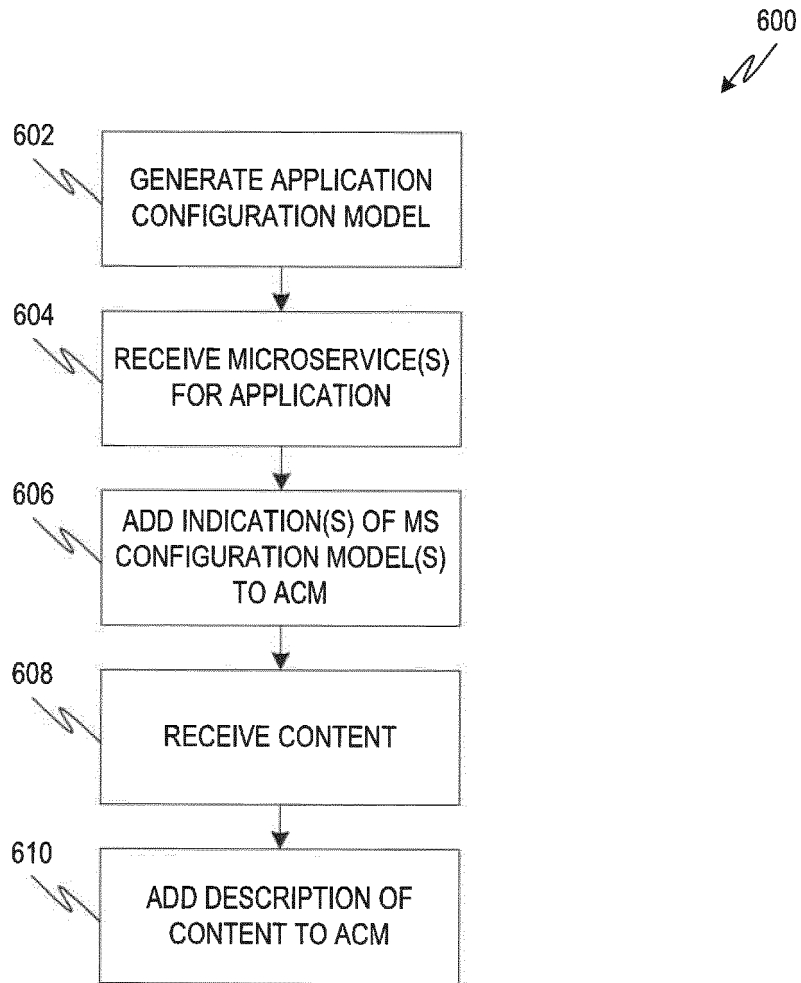 600
602
GENERATE APPLICATION
CONFIGURATION MODEL
604
RECEIVE MICROSERVICE(S)
FOR APPLICATION
606
ADD INDICATION(S) OF MS
CONFIGURATION MODEL(S)
TO ACM
608
RECEIVE CONTENT
610
ADD DESCRIPTION OF
CONTENT TO ACM